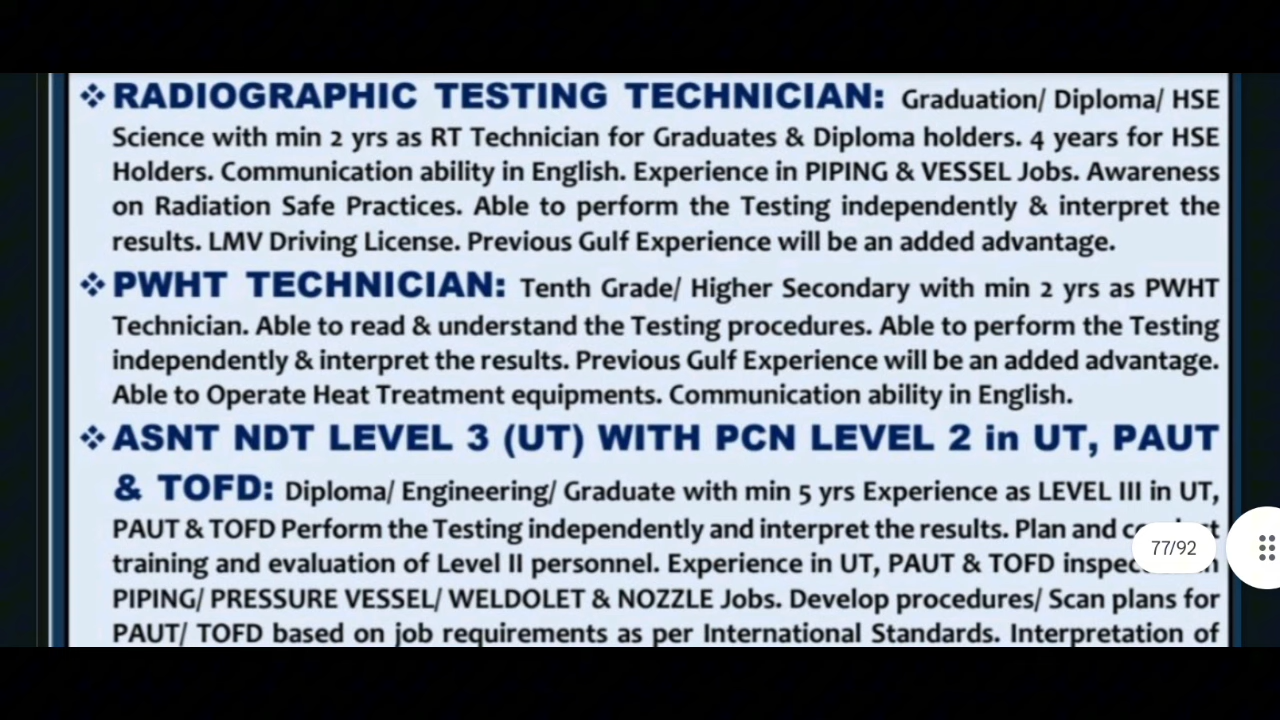 ❖ RADIOGRAPHIC TESTING TECHNICIAN: Graduation/ Diploma/ HSE
Science with min 2 yrs as RT Technician for Graduates & Diploma holders. 4 years for HSE
Holders. Communication ability in English. Experience in PIPING & VESSEL Jobs. Awareness
on Radiation Safe Practices. Able to perform the Testing independently & interpret the
results. LMV Driving License. Previous Gulf Experience will be an added advantage.
❖ PWHT TECHNICIAN: Tenth Grade/ Higher Secondary with min 2 yrs as PWHT
Technician. Able to read & understand the Testing procedures. Able to perform the Testing
independently & interpret the results. Previous Gulf Experience will be an added advantage.
Able to Operate Heat Treatment equipments. Communication ability in English.
❖ ASNT NDT LEVEL 3 (UT) WITH PCN LEVEL 2 in UT, PAUT
& TOFD: Diploma/ Engineering/ Graduate with min 5 yrs Experience as LEVEL III in UT,
PAUT & TOFD Perform the Testing independently and interpret the results. Plan and
77/92
training and evaluation of Level II personnel. Experience in UT, PAUT & TOFD
PIPING/ PRESSURE VESSEL/ WELDOLET & NOZZLE Jobs. Develop procedures/ Scan plans for
PAUT/ TOFD based on job requirements as per International Standards. Interpretation of